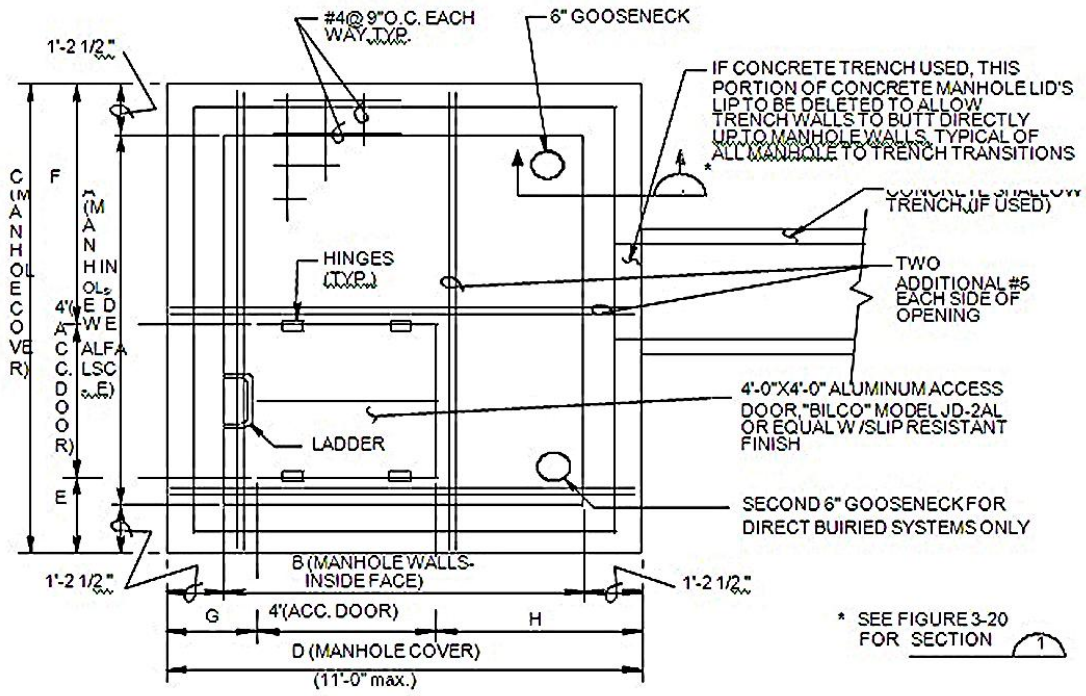 #4@ 9"O.C. EACH
WAY TYP.
6" GOOSENECK
1'-2 1/2"
IF CONCRETE TRENCH USED, THIS
PORTION OF CONCRETE MANHOLE LID'S
LIP TO BE DELETED TO ALLOW
TRENCH WALLS TO BUTT DIRECTLY
UP TO MANHOLE WALLS, TYPICAL OF
ALL MANHOLE TO TRENCH TRANSITIONS
*
CONCRETE SHALLOW
TRENCH (IF USED)
C (MANHOLE COVER)
F
4'(ACC. DOOR)
E
HINGES
(TYP.)
TWO
ADDITIONAL #5
EACH SIDE OF
OPENING
4'-0"X4'-0" ALUMINUM ACCESS
DOOR,"BILCO" MODEL JD-2AL
OR EQUAL W/SLIP RESISTANT
FINISH
LADDER
SECOND 6" GOOSENECK FOR
DIRECT BUIRIED SYSTEMS ONLY
1'-2 1/2"
B (MANHOLE WALLS-
INSIDE FACE)
1'-2 1/2"
G
4'(ACC. DOOR)
H
D (MANHOLE COVER)
(11'-0" max.)
* SEE FIGURE 3-20
FOR SECTION
1